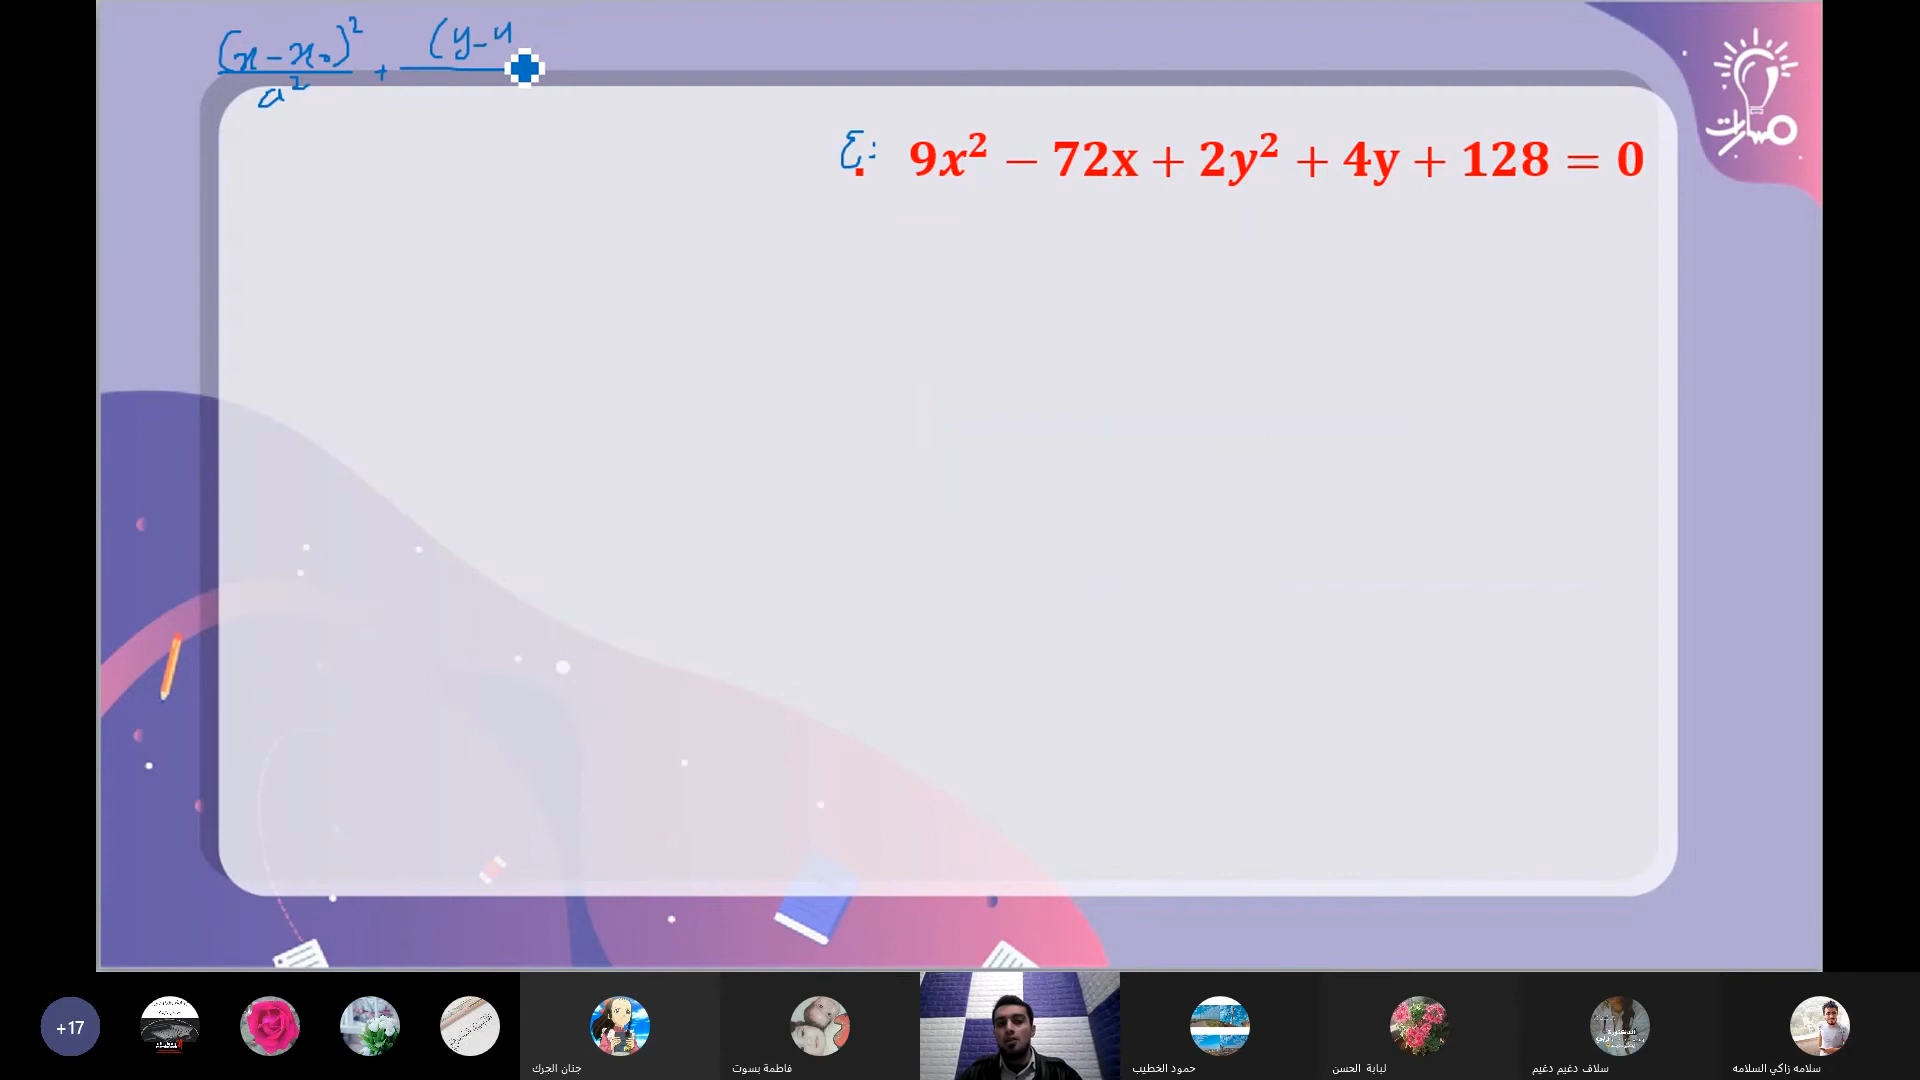 (x-x₀)² / a² + (y-y
مسارات
ξ: 9x² − 72x + 2y² + 4y + 128 = 0
+17
جنان الجرك
فاطمة بسوت
حمود الخطيب
لبابة الحسن
سلاف دغيم دغيم
سلامه زاكي السلامه